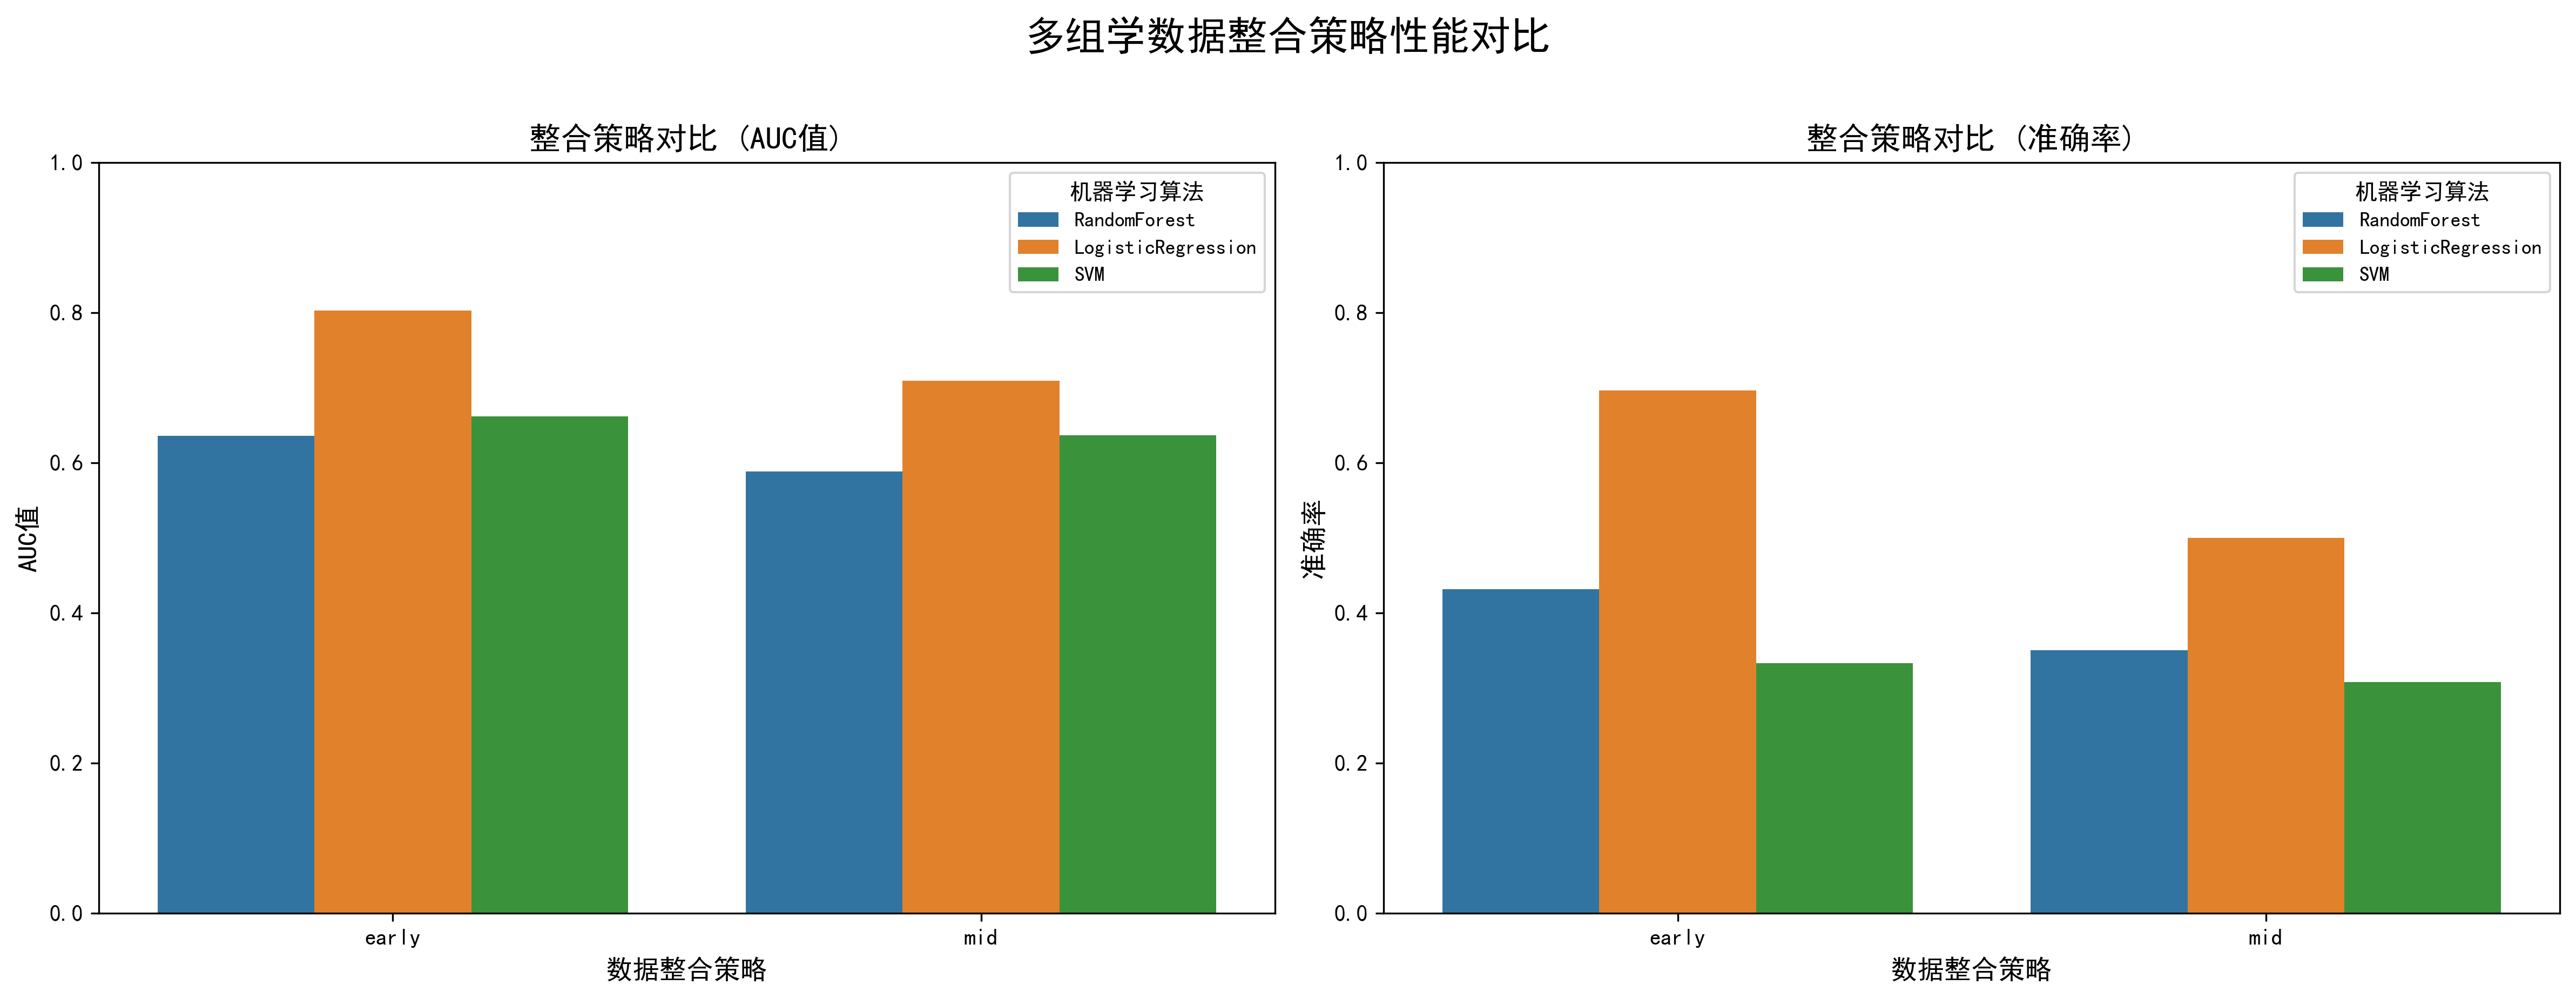 多组学数据整合策略性能对比
整合策略对比 (AUC值)
1.0
0.8
0.6
0.4
0.2
0.0
AUC值
机器学习算法
RandomForest
LogisticRegression
SVM
early
mid
数据整合策略
整合策略对比 (准确率)
1.0
0.8
0.6
0.4
0.2
0.0
准确率
机器学习算法
RandomForest
LogisticRegression
SVM
early
mid
数据整合策略